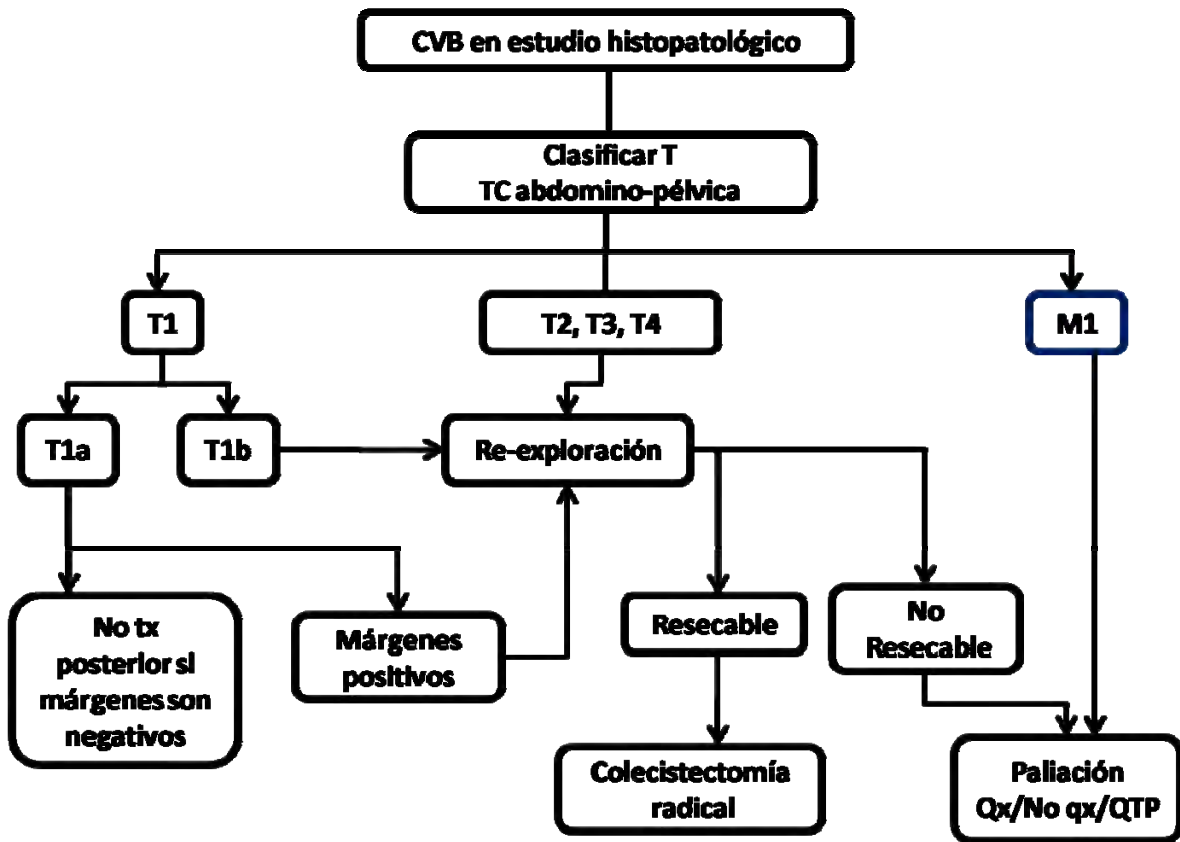 CVB en estudio histopatológico
Clasificar T
TC abdomino-pélvica
T1
T2, T3, T4
M1
T1a
T1b
Re-exploración
No tx
posterior si
márgenes son
negativos
Márgenes
positivos
Resecable
No
Resecable
Colecistectomía
radical
Paliación
Qx/No qx/QTP